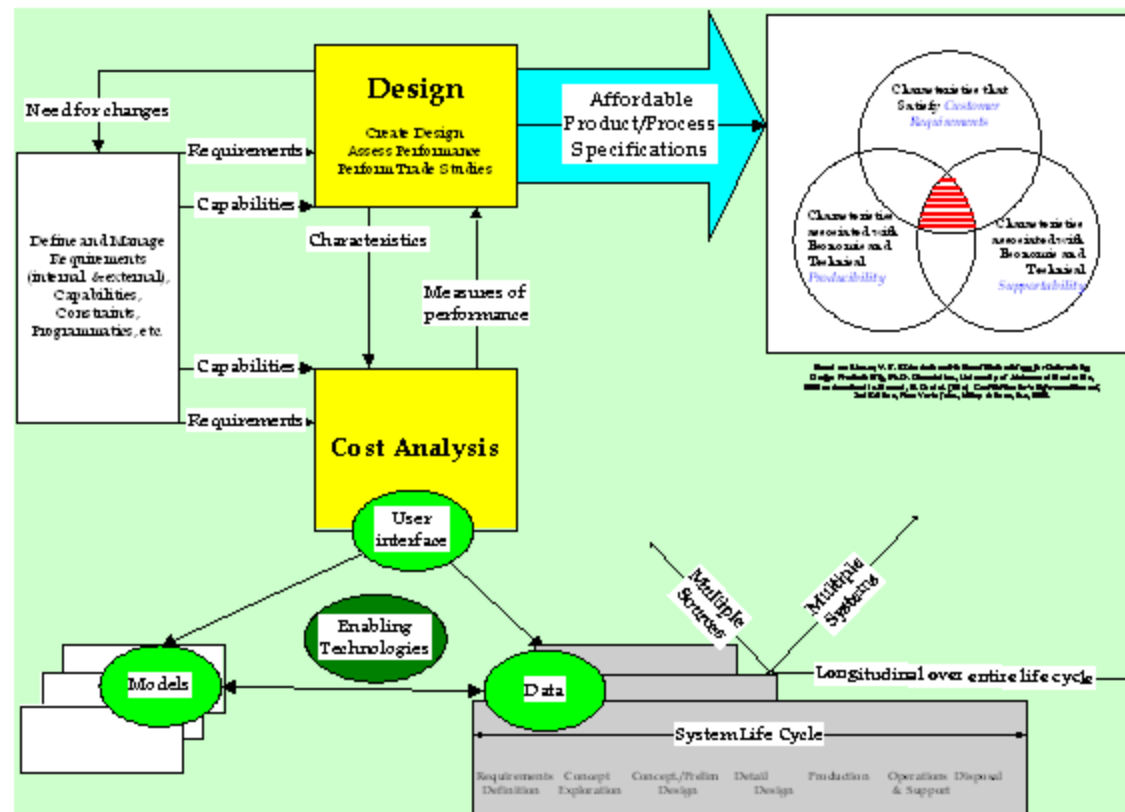 Design
Create Design
Assess Performance
Perform Trade Studies
Need for changes
Requirements
Capabilities
Affordable
Product/Process
Specifications
Characteristics that
Satisfy Customer
Requirements
Characteristics
associated with
Economic and
Technical
Producibility
Characteristics
associated with
Economic and
Technical
Supportability
Define and Manage
Requirements
(internal & external),
Capabilities,
Constraints,
Programmatics, etc.
Characteristics
Measures of
performance
Capabilities
Requirements
Cost Analysis
User
interface
Enabling
Technologies
Models
Data
Multiple
Sources
Multiple
Systems
Longitudinal over entire life cycle
System Life Cycle
Requirements
Definition
Concept
Exploration
Concept/Prelim
Design
Detail
Design
Production
Operations
& Support
Disposal